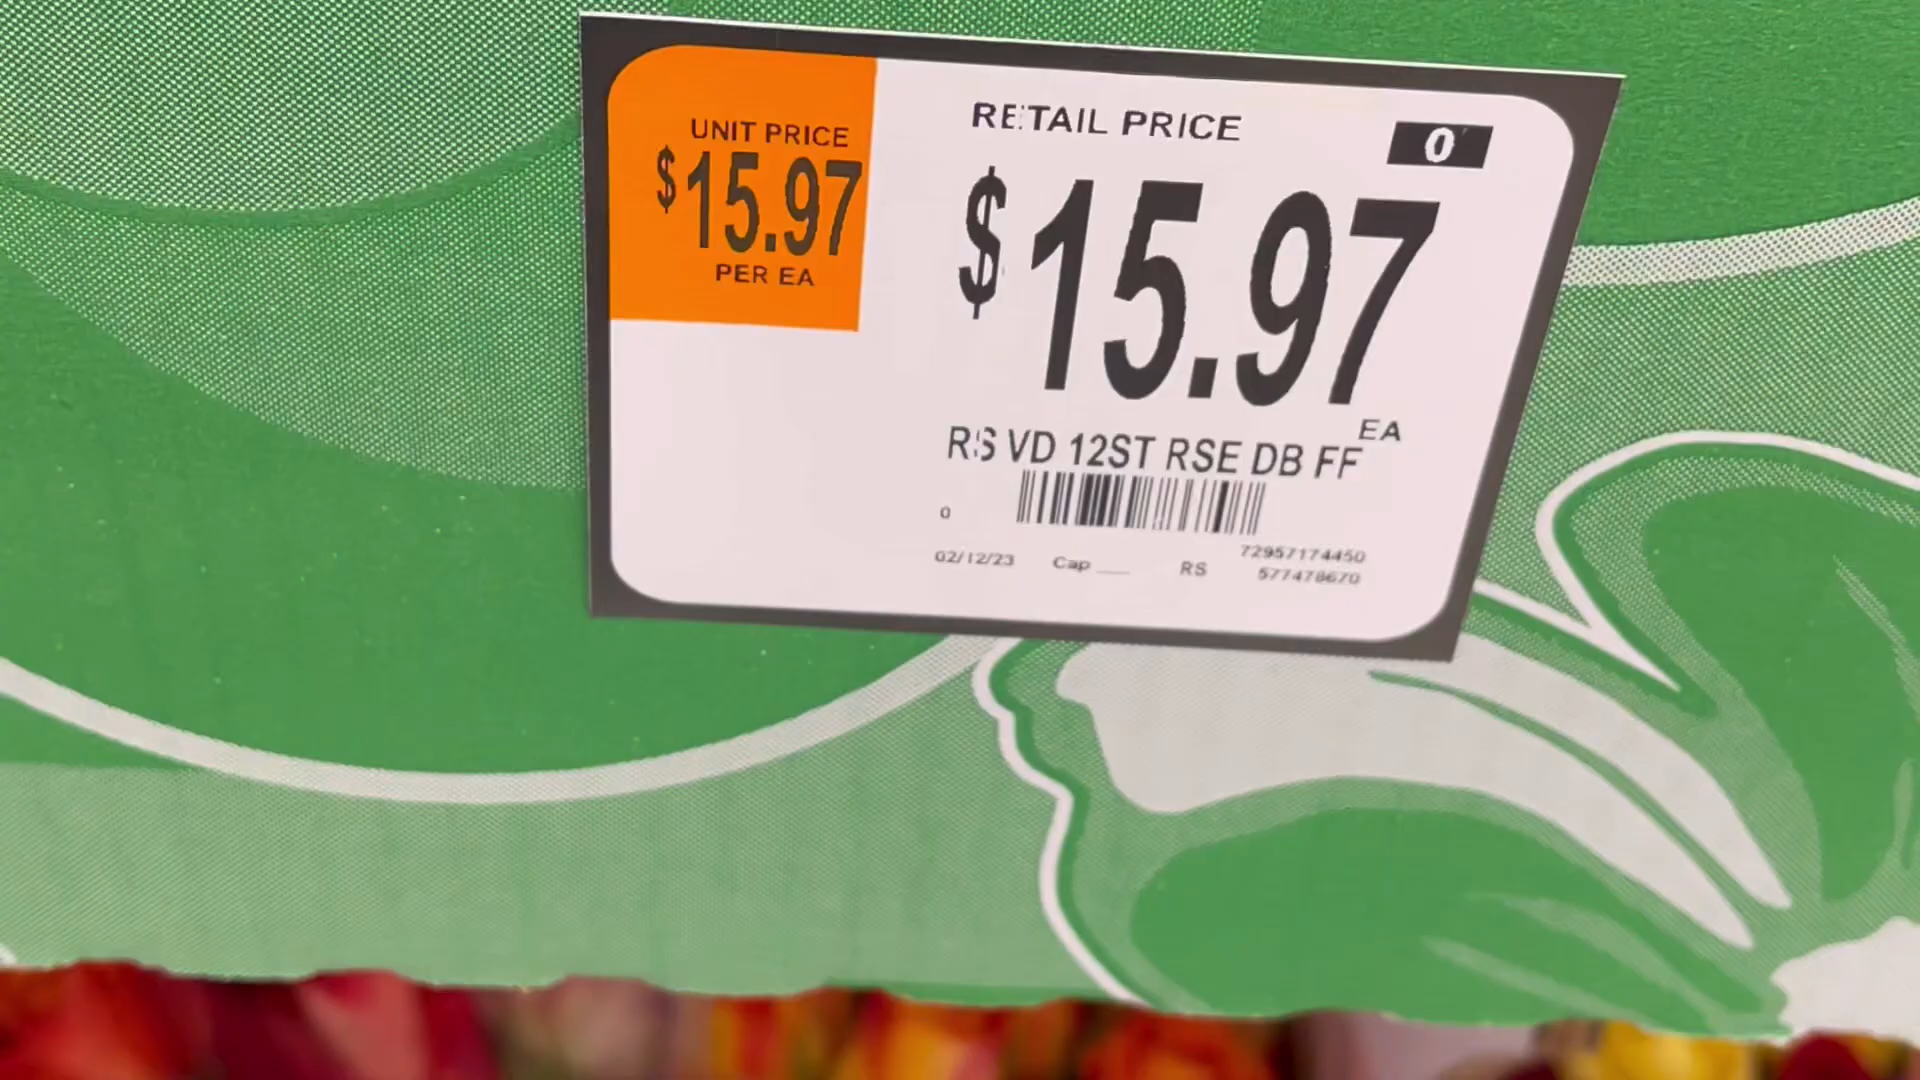 UNIT PRICE
$15.97
PER EA
RETAIL PRICE
0
$15.97
EA
RS VD 12ST RSE DB FF
0
72957174450
02/12/23 Cap ___ RS 577478670